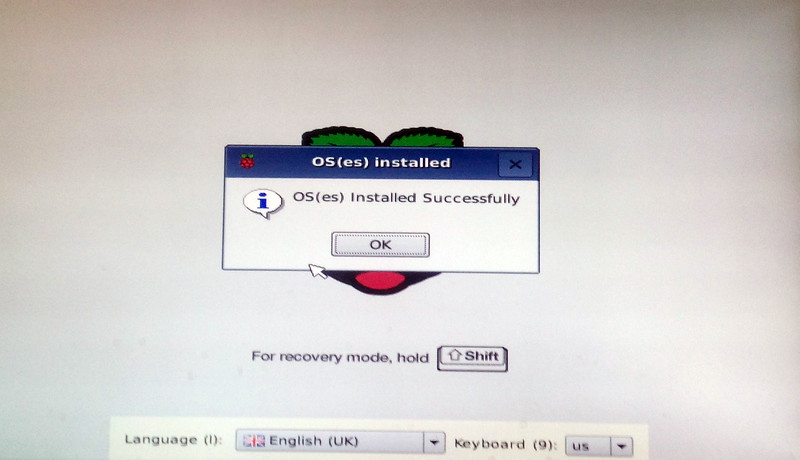 OS(es) installed
OS(es) Installed Successfully
OK
For recovery mode, hold Shift
Language (l): English (UK) Keyboard (9): us